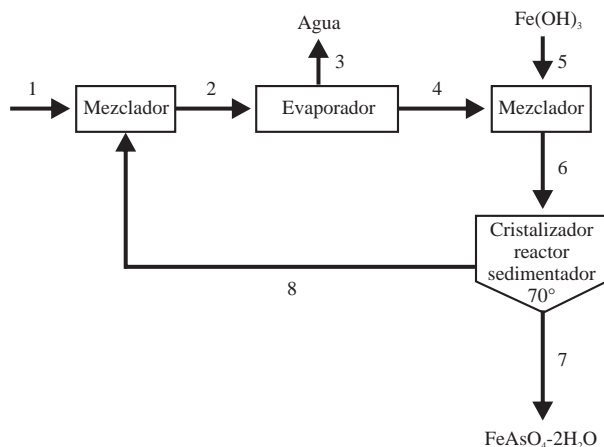 Agua
Fe(OH)₃
3
5
1
2
4
Mezclador
Evaporador
Mezclador
6
Cristalizador
reactor
sedimentador
70°
8
7
FeAsO₄-2H₂O